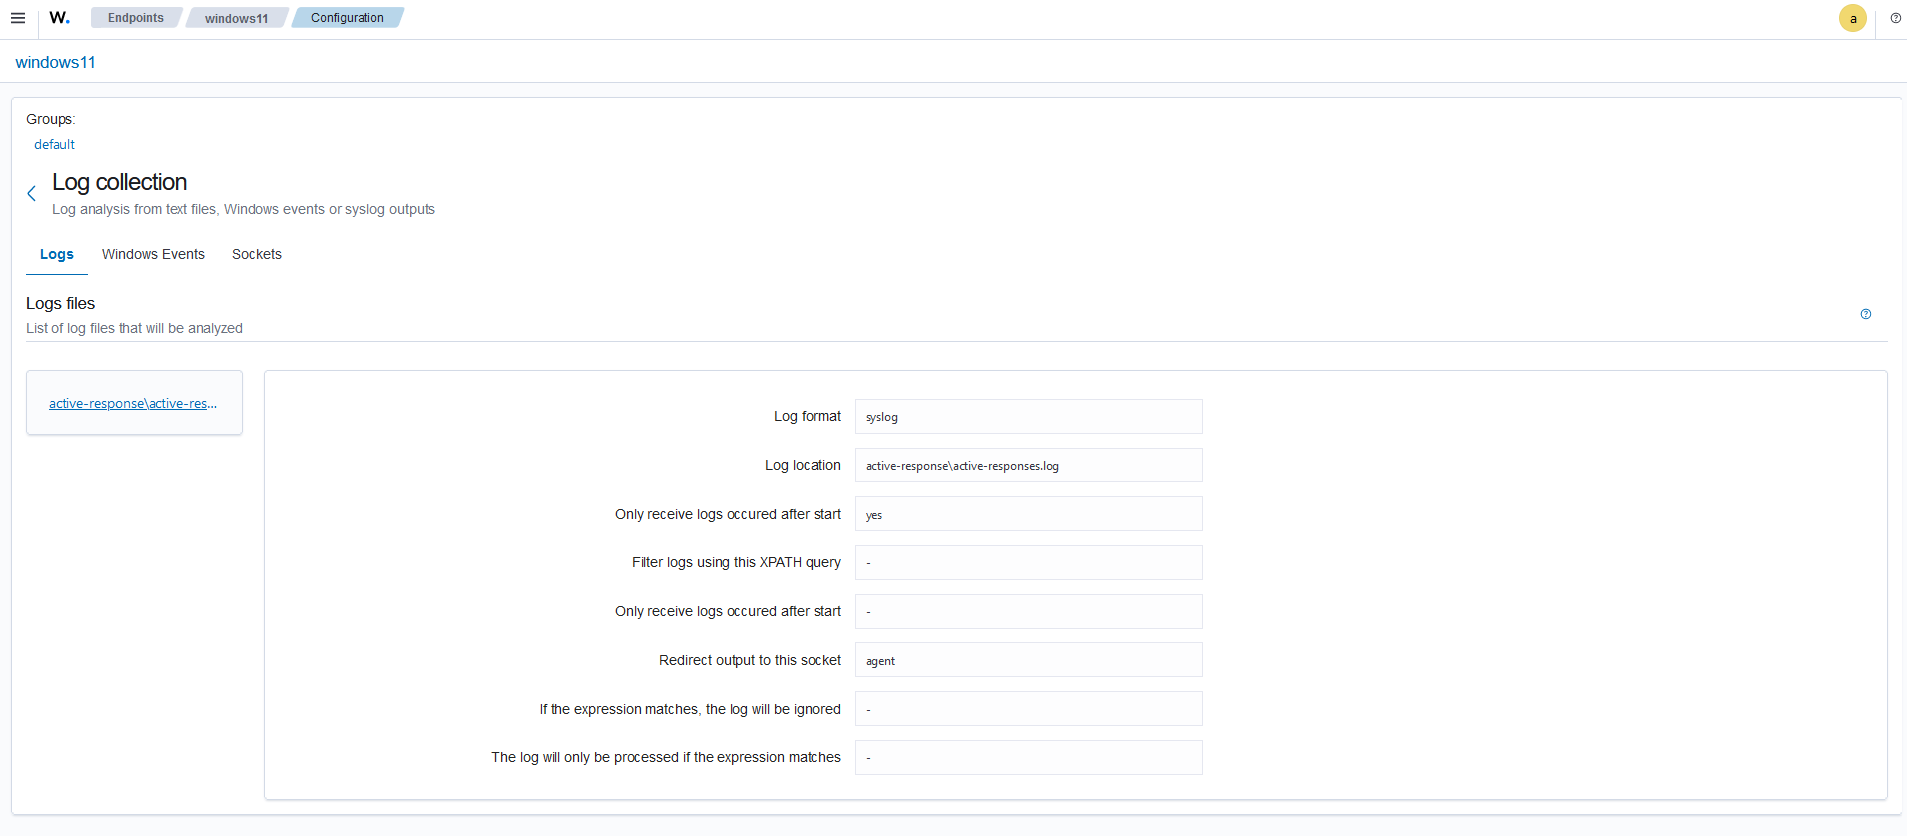 W. Endpoints windows11 Configuration a
windows11
Groups:
default
Log collection
Log analysis from text files, Windows events or syslog outputs
Logs Windows Events Sockets
Logs files
List of log files that will be analyzed
active-response\active-res...
Log format syslog
Log location active-response\active-responses.log
Only receive logs occured after start yes
Filter logs using this XPATH query -
Only receive logs occured after start -
Redirect output to this socket agent
If the expression matches, the log will be ignored -
The log will only be processed if the expression matches -